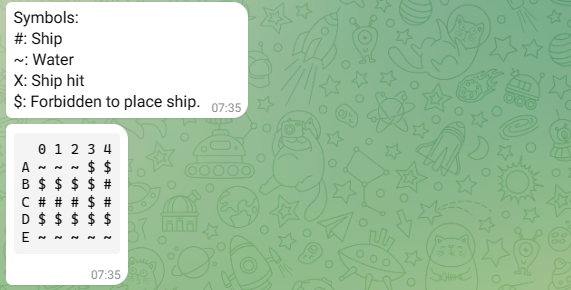 Symbols:
#: Ship
~: Water
X: Ship hit
$: Forbidden to place ship.
07:35
  0 1 2 3 4
A ~ ~ ~ $ $
B $ $ $ $ #
C # # # $ #
D $ $ $ $ $
E ~ ~ ~ ~ ~
07:35